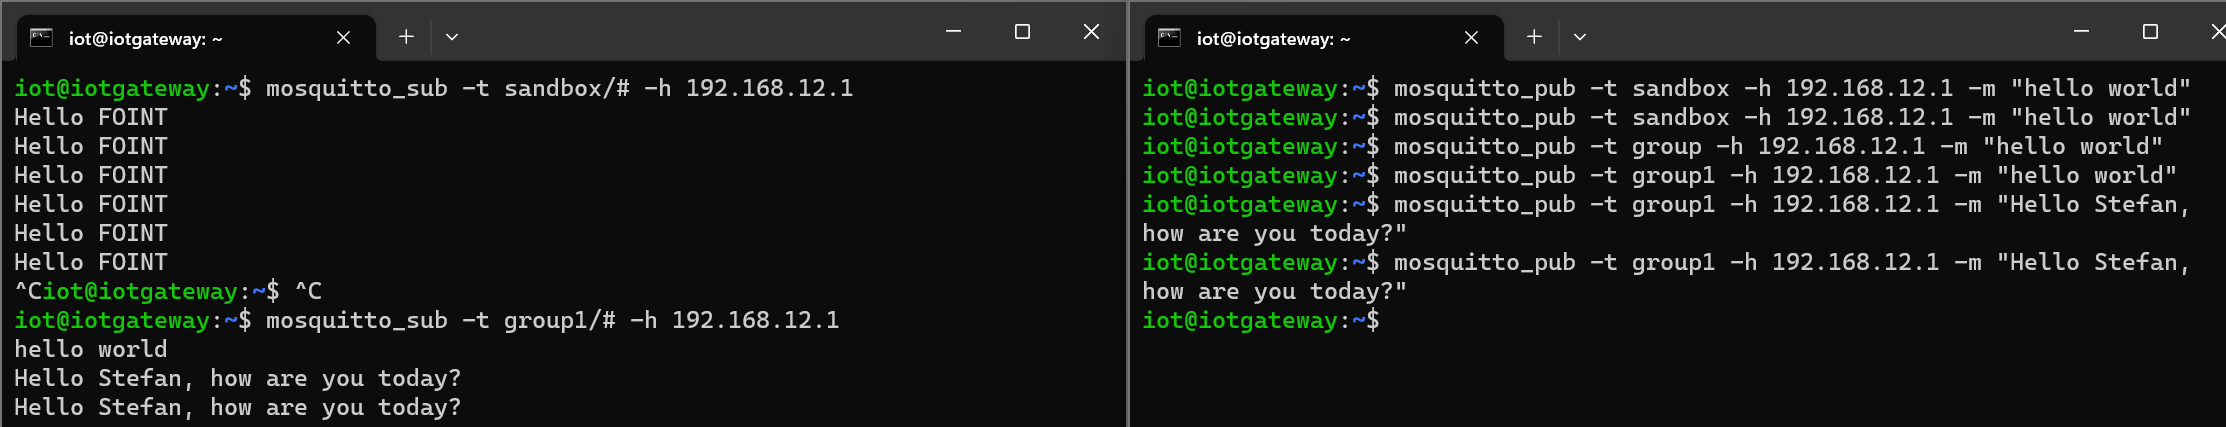 iot@iotgateway: ~
iot@iotgateway:~$ mosquitto_sub -t sandbox/# -h 192.168.12.1
Hello FOINT
Hello FOINT
Hello FOINT
Hello FOINT
Hello FOINT
Hello FOINT
^Ciot@iotgateway:~$ ^C
iot@iotgateway:~$ mosquitto_sub -t group1/# -h 192.168.12.1
hello world
Hello Stefan, how are you today?
Hello Stefan, how are you today?
iot@iotgateway: ~
iot@iotgateway:~$ mosquitto_pub -t sandbox -h 192.168.12.1 -m "hello world"
iot@iotgateway:~$ mosquitto_pub -t sandbox -h 192.168.12.1 -m "hello world"
iot@iotgateway:~$ mosquitto_pub -t group -h 192.168.12.1 -m "hello world"
iot@iotgateway:~$ mosquitto_pub -t group1 -h 192.168.12.1 -m "hello world"
iot@iotgateway:~$ mosquitto_pub -t group1 -h 192.168.12.1 -m "Hello Stefan,
how are you today?"
iot@iotgateway:~$ mosquitto_pub -t group1 -h 192.168.12.1 -m "Hello Stefan,
how are you today?"
iot@iotgateway:~$